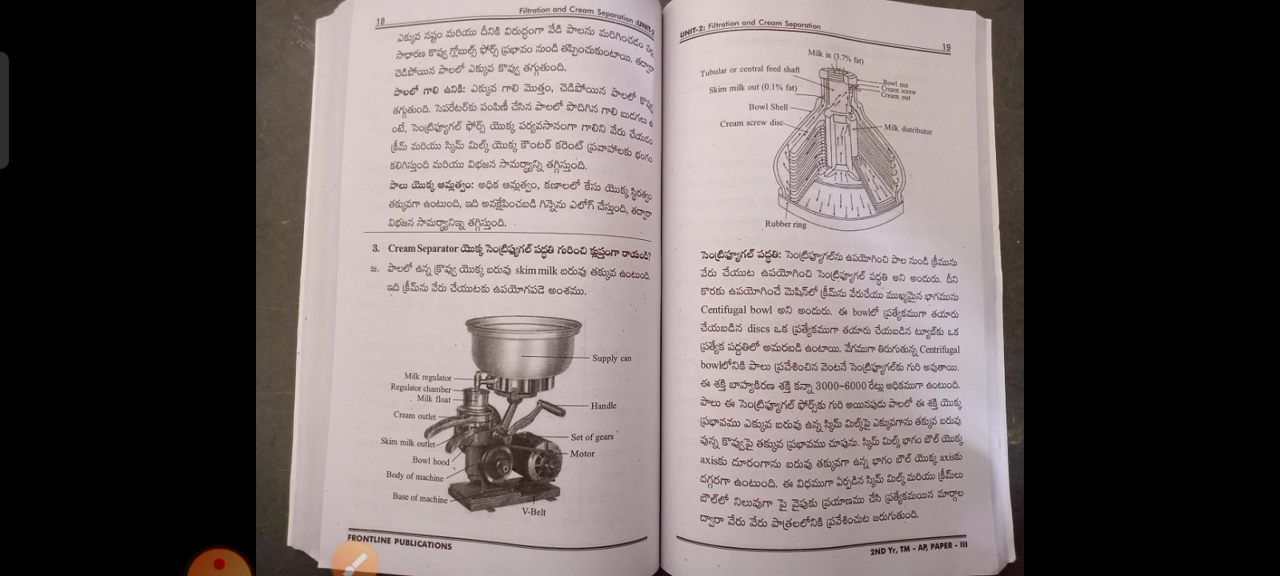 18
Filtration and Cream Separation :UNIT-2
ఎక్కువ నష్టం మరియు దీనికి విరుద్ధంగా వేడి పాలను మరిగించడం వల్ల
సాధారణ కొవ్వు గ్లోబుల్స్ ఫోర్స్ ప్రభావం నుండి తప్పించుకుంటాయి. తద్వారా
చెడిపోయిన పాలలో ఎక్కువ కొవ్వు తగ్గుతుంది.
పాలలో గాలి ఉనికి: ఎక్కువ గాలి మొత్తం, చెడిపోయిన పాలలో కొవ్వు
తగ్గుతుంది. సెపరేటర్‌కు పంపిణీ చేసిన పాలలో పొదిగిన గాలి బుడగలు ఉ
ంటే, సెంట్రిఫ్యూగల్ ఫోర్స్ యొక్క పర్యవసానంగా గాలిని వేరు చేయడం
క్రీమ్ మరియు స్కిమ్ మిల్క్ యొక్క కౌంటర్ కరెంట్ ప్రవాహాలకు భంగం
కలిగిస్తుంది మరియు విభజన సామర్థ్యాన్ని తగ్గిస్తుంది.
పాలు యొక్క ఆమ్లత్వం: అధిక ఆమ్లత్వం, కణాలలో కేసు యొక్క స్థిరత్వం
తక్కువగా ఉంటుంది, ఇది అవక్షేపించబడి గిన్నెను ఎలోగ్ చేస్తుంది, తద్వారా
విభజన సామర్థ్యానిఇన తగ్గిస్తుంది.
3. Cream Separator యొక్క సెంట్రిఫ్యుగల్ పద్ధతి గురించి క్లుప్తంగా రాయండి?
జ. పాలలో ఉన్న క్రొవ్వు యొక్క బరువు skim milk బరువు తక్కువ ఉంటుంది.
ఇది క్రీమ్‌ను వేరు చేయుటకు ఉపయోగపడె అంశము.
Supply can
Milk regulator
Regulator chamber
Milk float
Handle
Cream outlet
Skim milk outlet
Set of gears
Motor
Bowl hood
Body of machine
Base of machine
V-Belt
FRONTLINE PUBLICATIONS
UNIT-2: Filtration and Cream Separation
19
Milk in (3.7% fat)
Tubular or central feed shaft
Bowl nut
Cream screw
Cream out
Skim milk out (0.1% fat)
Bowl Shell
Cream screw disc
Milk distributor
Rubber ring
సెంట్రిఫ్యూగల్ పద్ధతి: సెంట్రిఫ్యూగల్‌ను ఉపయోగించి పాల నుండి క్రీమును
వేరు చేయుట ఉపయోగించి సెంట్రిఫ్యూగల్ పద్ధతి అని అందురు. దీని
కొరకు ఉపయోగించే మెషిన్‌లో క్రీమ్‌ను వేరుచేయు ముఖ్యమైన భాగమును
Centifugal bowl అని అందురు. ఈ bowlలో ప్రత్యేకముగా తయారు
చేయబడిన discs ఒక ప్రత్యేకముగా తయారు చేయబడిన ట్యూబ్‌కు ఒక
ప్రత్యేక పద్ధతిలో అమరబడి ఉంటాయి. వేగముగా తిరుగుతున్న Centrifugal
bowlలోనికి పాలు ప్రవేశించిన వెంటనే సెంట్రిఫ్యూగల్‌కు గురి అవుతాయి.
ఈ శక్తి బాహ్యకిరణ శక్తి కన్నా 3000-6000 రేట్లు అధికముగా ఉంటుంది.
పాలు ఈ సెంట్రిఫ్యూగల్ ఫోర్స్‌కు గురి అయినపుడు పాలలో ఈ శక్తి యొక్క
ప్రభావము ఎక్కువ బరువు ఉన్న స్కిమ్ మిల్క్‌పై ఎక్కువగాను తక్కువ బరువు
వున్న కొవ్వుపై తక్కువ ప్రభావము చూపును. స్కిమ్ మిల్క్ భాగం బౌల్ యొక్క
axisకు దూరంగాను బరువు తక్కువగా ఉన్న భాగం బౌల్ యొక్క axisకు
దగ్గరగా ఉంటుంది. ఈ విధముగా ఏర్పడిన స్కిమ్ మిల్క్ మరియు క్రీమ్‌లు
బౌల్‌లో నిలువుగా పై వైపుకు ప్రయాణము చేసి ప్రత్యేకమయిన మార్గాల
ద్వారా వేరు వేరు పాత్రలలోనికి ప్రవేశించుట జరుగుతుంది.
2ND Yr, TM - AP, PAPER - III